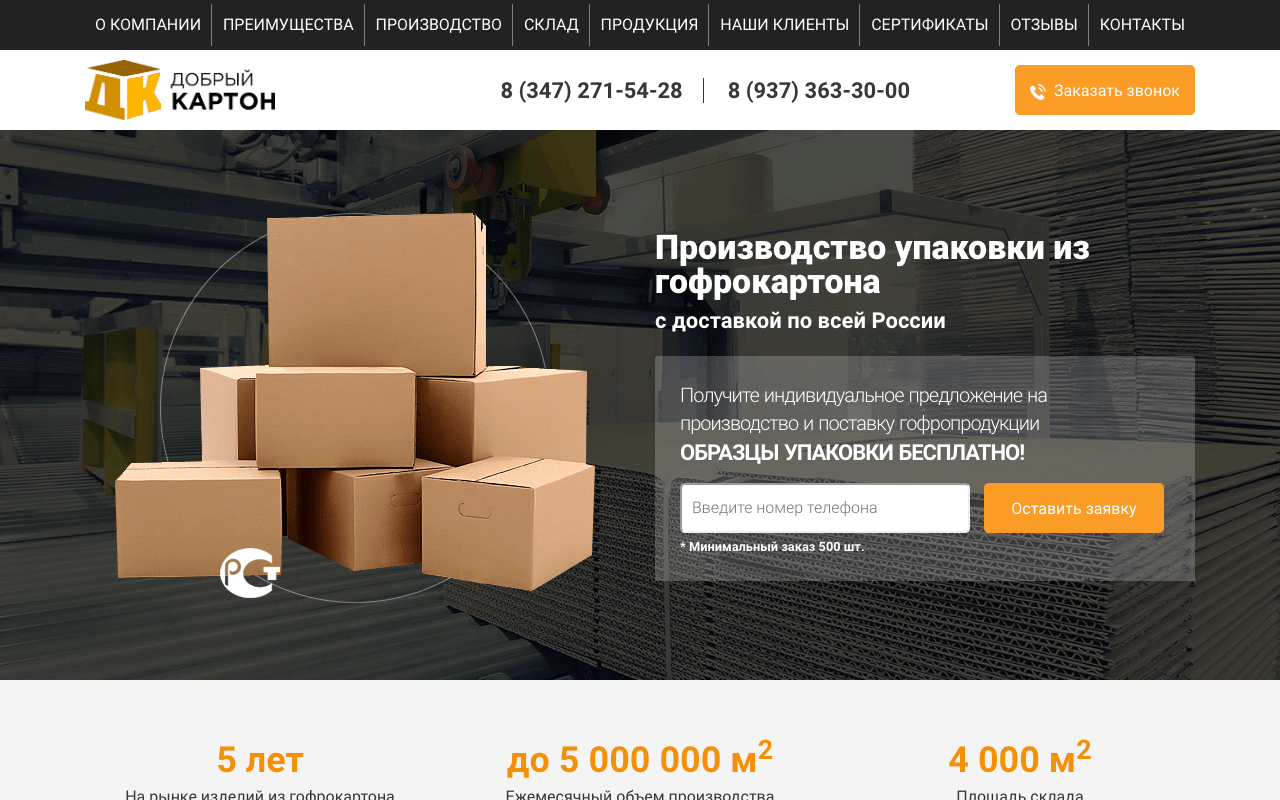 О КОМПАНИИ ПРЕИМУЩЕСТВА ПРОИЗВОДСТВО СКЛАД ПРОДУКЦИЯ НАШИ КЛИЕНТЫ СЕРТИФИКАТЫ ОТЗЫВЫ КОНТАКТЫ
ДК ДОБРЫЙ
КАРТОН
8 (347) 271-54-28 8 (937) 363-30-00
Заказать звонок
Производство упаковки из
гофрокартона
с доставкой по всей России
Получите индивидуальное предложение на
производство и поставку гофропродукции
ОБРАЗЦЫ УПАКОВКИ БЕСПЛАТНО!
Введите номер телефона
Оставить заявку
* Минимальный заказ 500 шт.
РСТ
5 лет
На рынке изделий из гофрокартона
до 5 000 000 м²
Ежемесячный объем производства
4 000 м²
Площадь склада